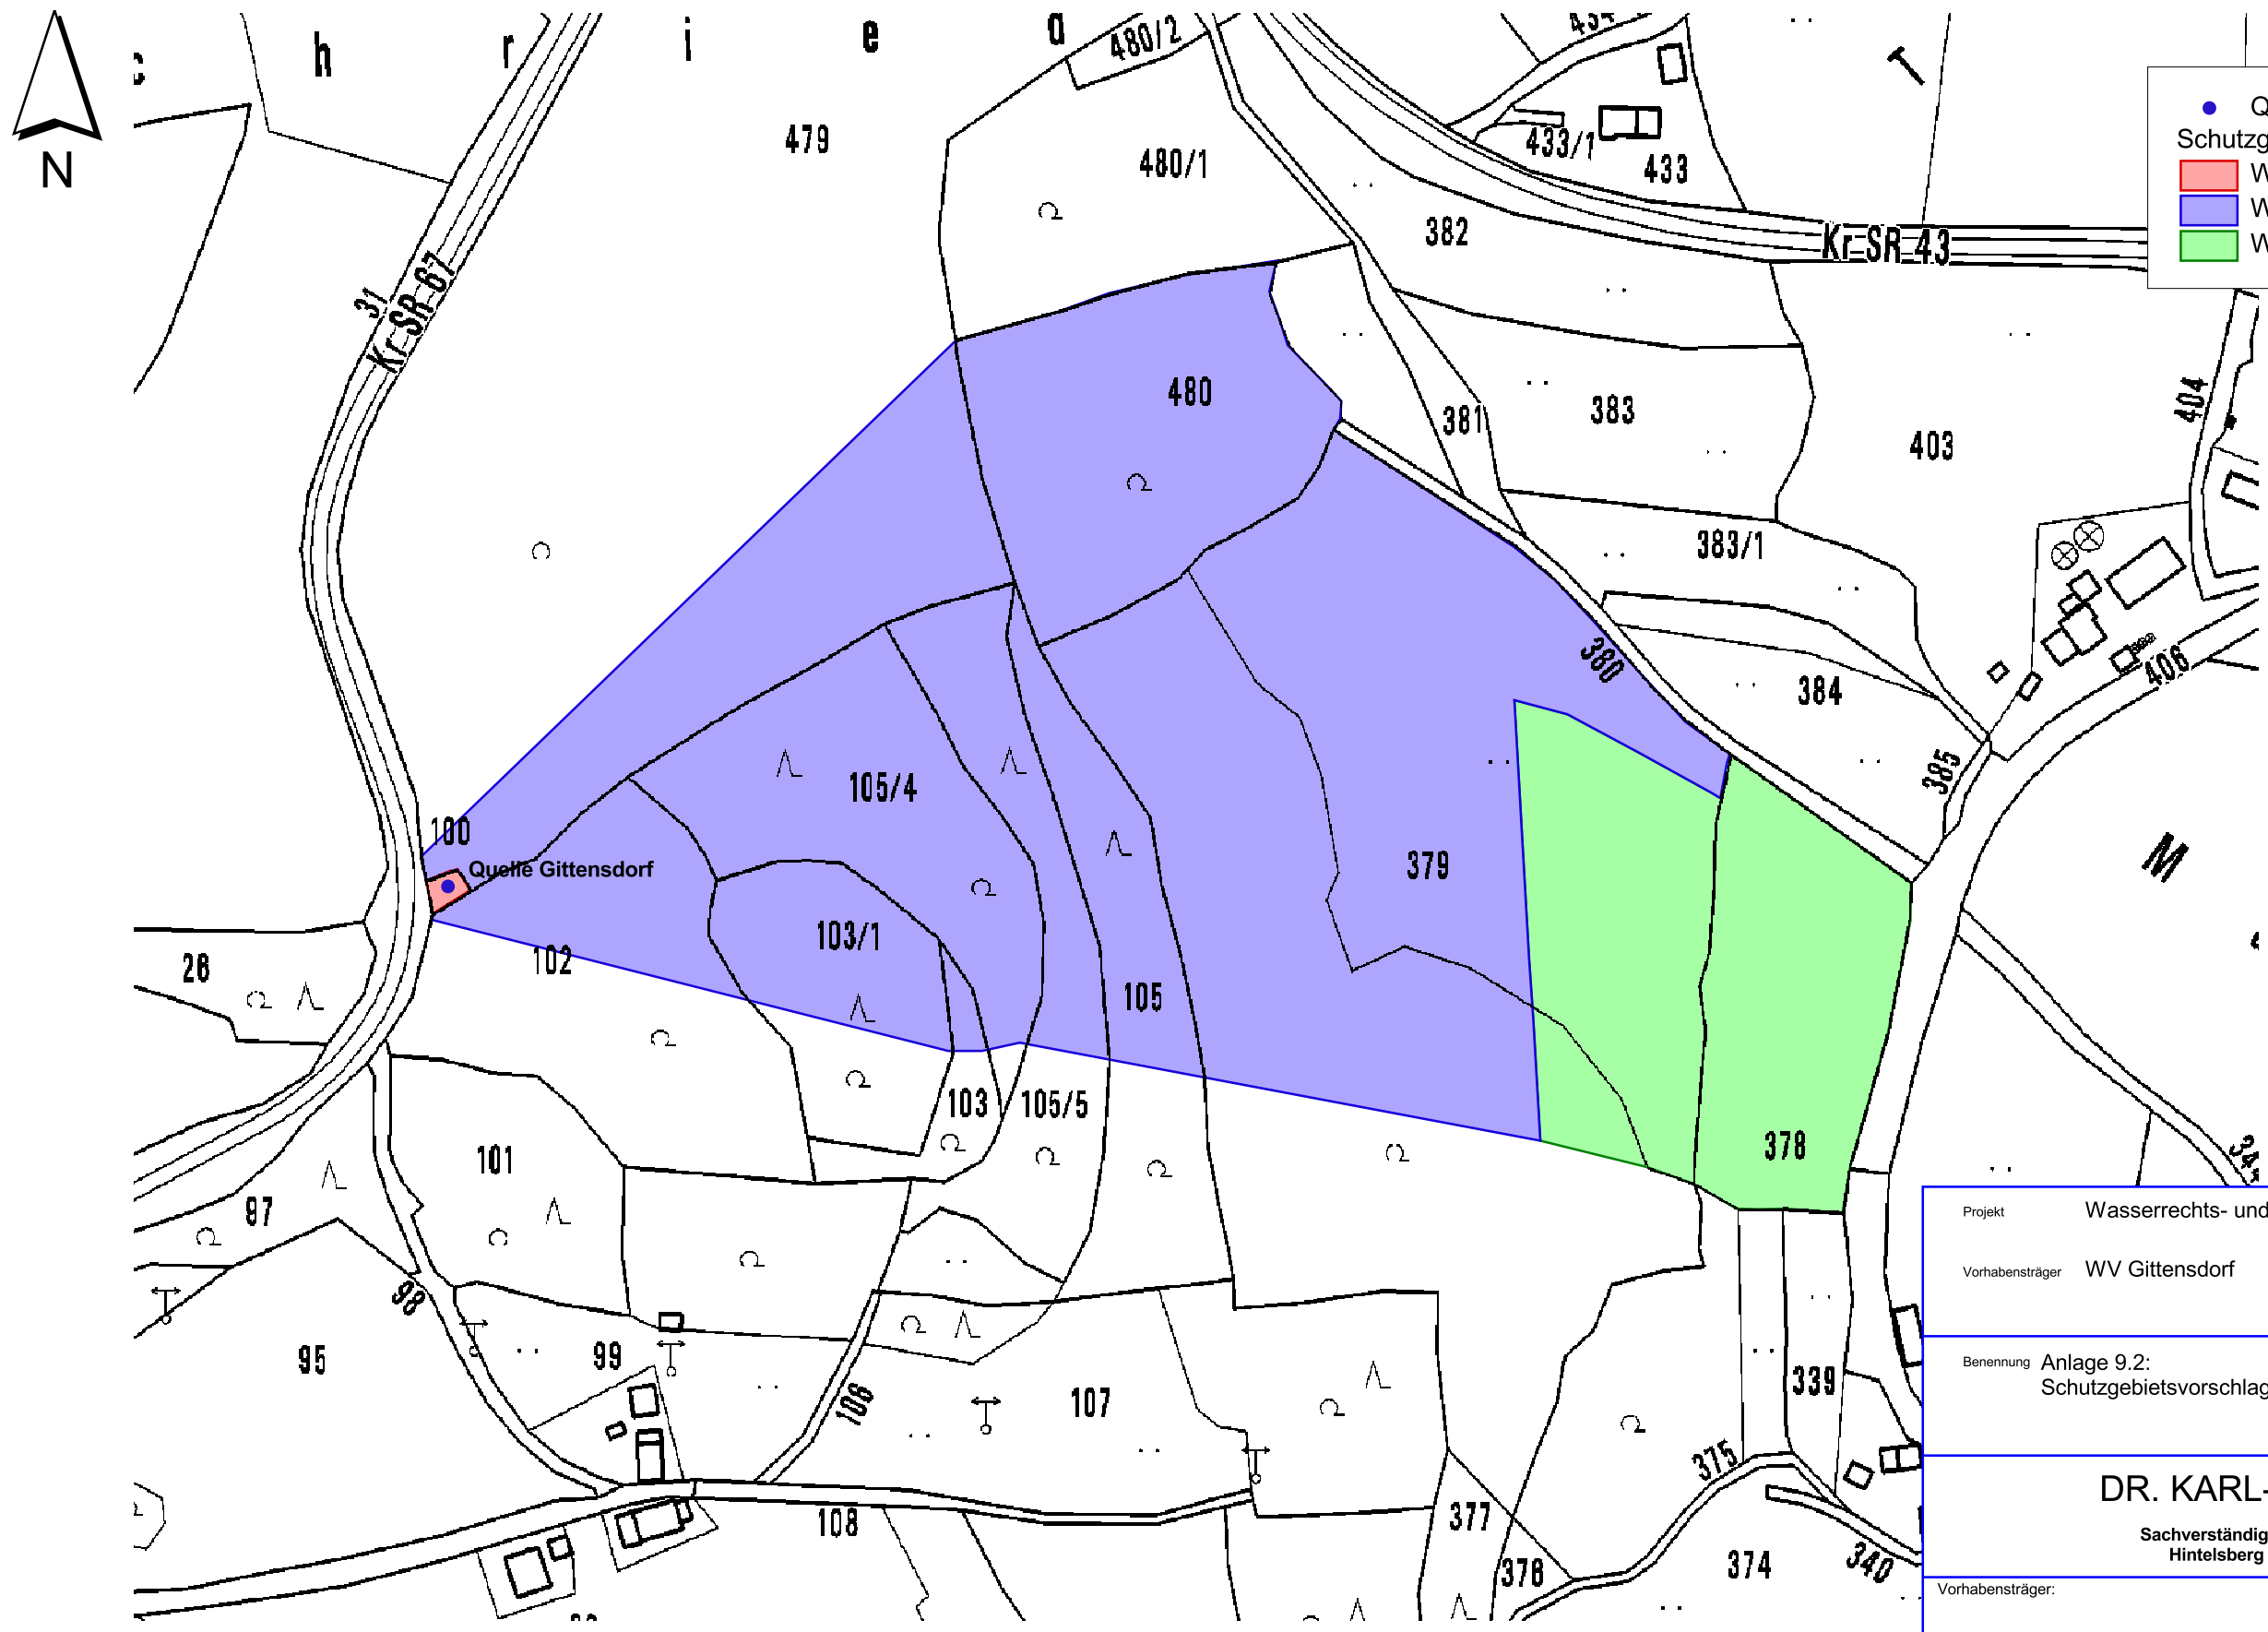 h r i e d
480/2
T
479
480/1
433/1
433
382
Kr SR 43
31
Kr SR 67
Q
Schutzg
W
W
W
480
381
383
403
404
383/1
380
384
406
385
105/4
100
Quelle Gittensdorf
379
M
103/1
102
26
105
103
105/5
101
378
97
98
95
99
106
107
339
375
108
377
376
374
340
Projekt Wasserrechts- und
Vorhabensträger WV Gittensdorf
Benennung Anlage 9.2:
Schutzgebietsvorschlag
DR. KARL-
Sachverständig
Hintelsberg
Vorhabensträger: